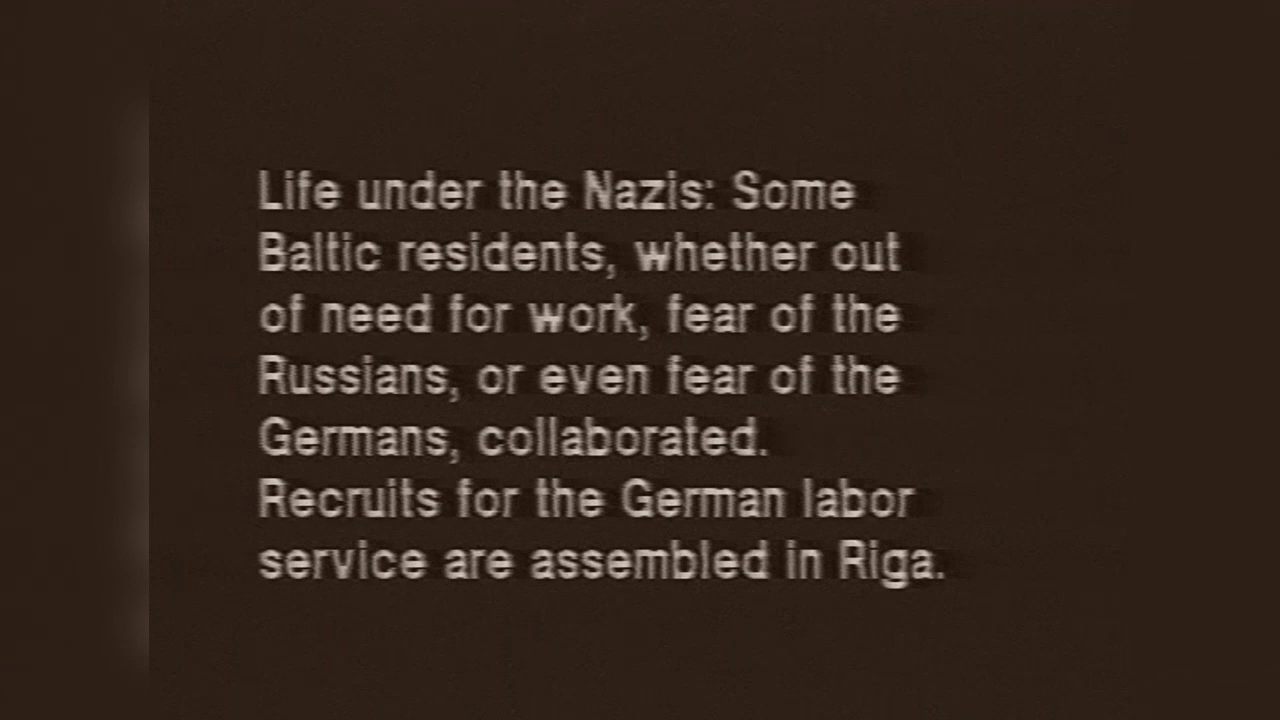 Life under the Nazis: Some
Baltic residents, whether out
of need for work, fear of the
Russians, or even fear of the
Germans, collaborated.
Recruits for the German labor
service are assembled in Riga.